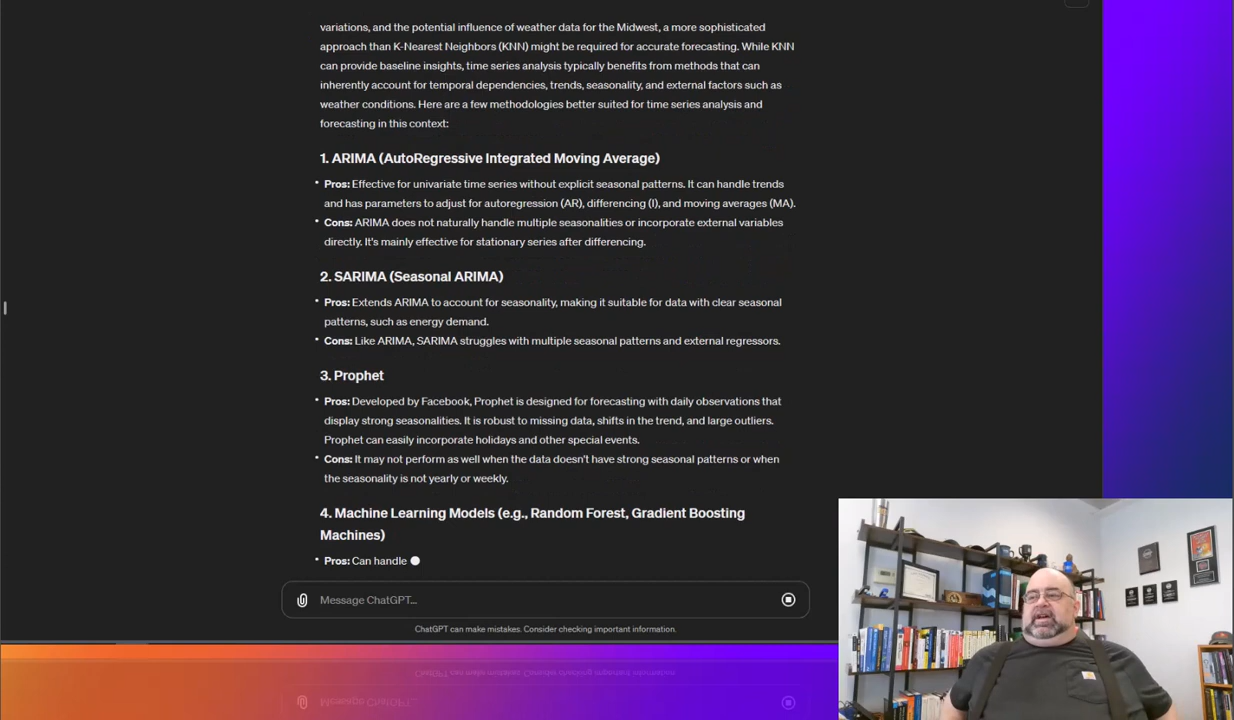 variations, and the potential influence of weather data for the Midwest, a more sophisticated
approach than K-Nearest Neighbors (KNN) might be required for accurate forecasting. While KNN
can provide baseline insights, time series analysis typically benefits from methods that can
inherently account for temporal dependencies, trends, seasonality, and external factors such as
weather conditions. Here are a few methodologies better suited for time series analysis and
forecasting in this context:
1. ARIMA (AutoRegressive Integrated Moving Average)
• Pros: Effective for univariate time series without explicit seasonal patterns. It can handle trends
and has parameters to adjust for autoregression (AR), differencing (I), and moving averages (MA).
• Cons: ARIMA does not naturally handle multiple seasonalities or incorporate external variables
directly. It's mainly effective for stationary series after differencing.
2. SARIMA (Seasonal ARIMA)
• Pros: Extends ARIMA to account for seasonality, making it suitable for data with clear seasonal
patterns, such as energy demand.
• Cons: Like ARIMA, SARIMA struggles with multiple seasonal patterns and external regressors.
3. Prophet
• Pros: Developed by Facebook, Prophet is designed for forecasting with daily observations that
display strong seasonalities. It is robust to missing data, shifts in the trend, and large outliers.
Prophet can easily incorporate holidays and other special events.
• Cons: It may not perform as well when the data doesn't have strong seasonal patterns or when
the seasonality is not yearly or weekly.
4. Machine Learning Models (e.g., Random Forest, Gradient Boosting
Machines)
• Pros: Can handle
Message ChatGPT...
ChatGPT can make mistakes. Consider checking important information.